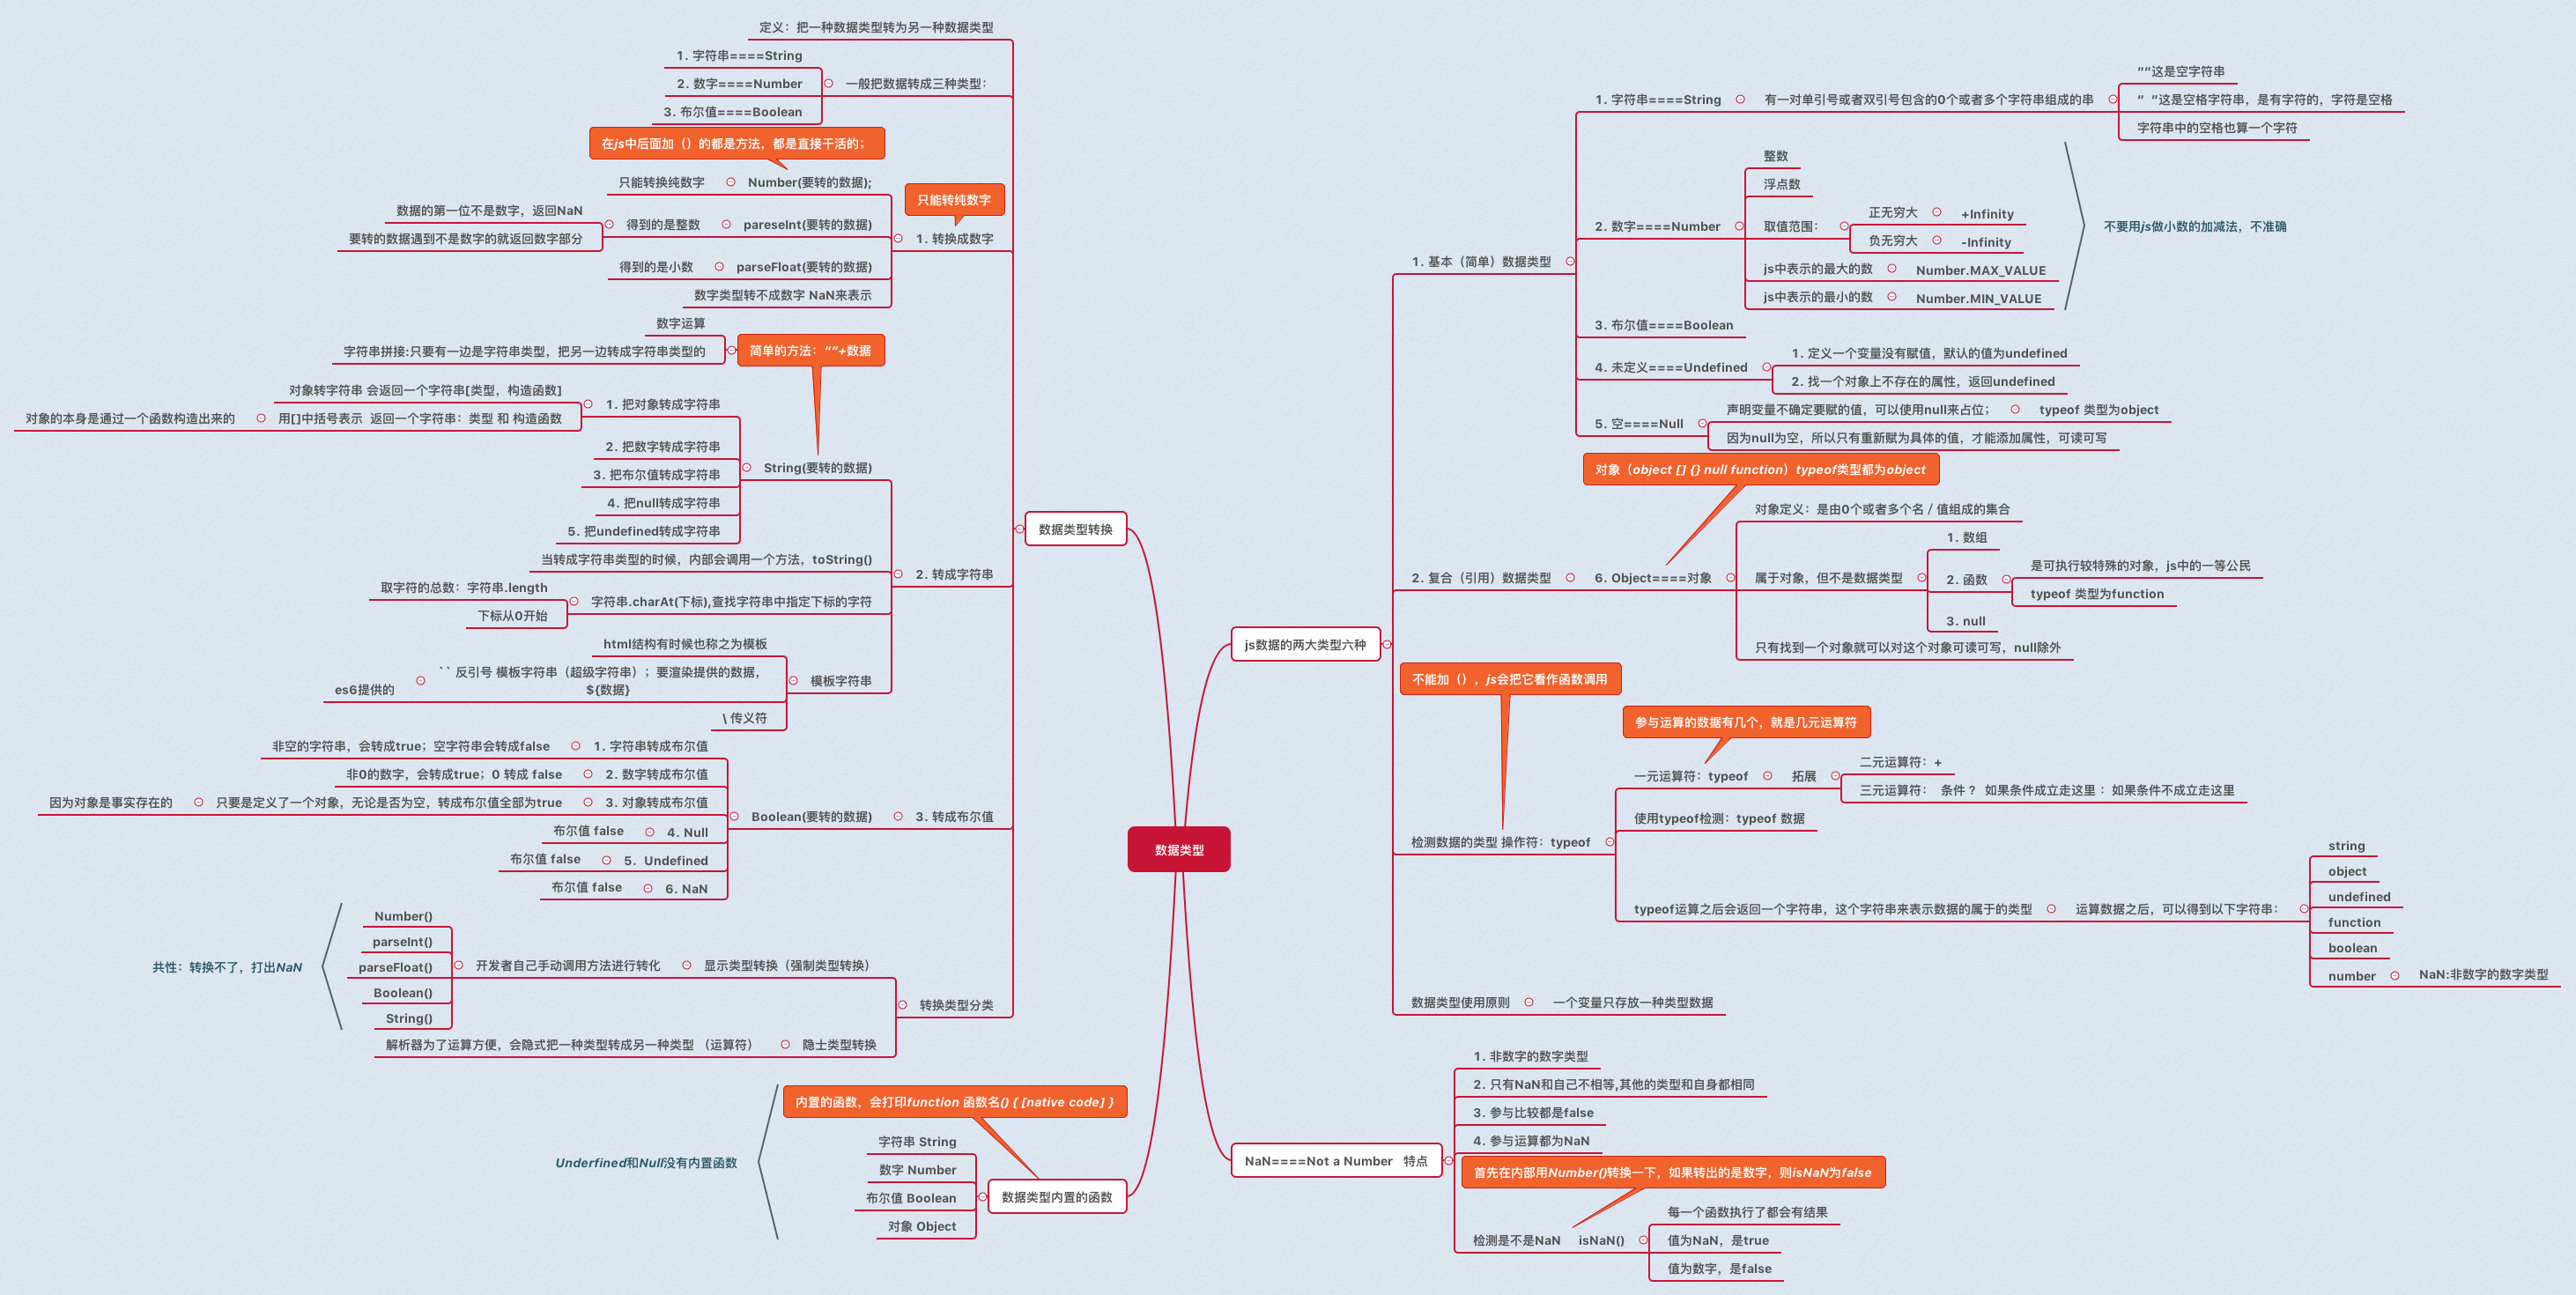 数据类型
js数据的两大类型六种
1. 基本（简单）数据类型
1. 字符串====String
有一对单引号或者双引号包含的0个或者多个字符串组成的串
“”这是空字符串
“  “这是空格字符串，是有字符的，字符是空格
字符串中的空格也算一个字符
2. 数字====Number
整数
浮点数
取值范围：
正无穷大
+Infinity
负无穷大
-Infinity
js中表示的最大的数
Number.MAX_VALUE
js中表示的最小的数
Number.MIN_VALUE
不要用js做小数的加减法，不准确
3. 布尔值====Boolean
4. 未定义====Undefined
1. 定义一个变量没有赋值，默认的值为undefined
2. 找一个对象上不存在的属性，返回undefined
5. 空====Null
声明变量不确定要赋的值，可以使用null来占位；
typeof 类型为object
因为null为空，所以只有重新赋为具体的值，才能添加属性，可读可写
2. 复合（引用）数据类型
对象（object [] {} null function）typeof类型都为object
6. Object====对象
对象定义：是由0个或者多个名 / 值组成的集合
属于对象，但不是数据类型
1. 数组
2. 函数
是可执行较特殊的对象，js中的一等公民
typeof 类型为function
3. null
只有找到一个对象就可以对这个对象可读可写，null除外
不能加（），js会把它看作函数调用
检测数据的类型 操作符：typeof
参与运算的数据有几个，就是几元运算符
一元运算符：typeof
拓展
二元运算符：+
三元运算符： 条件 ？ 如果条件成立走这里 ：如果条件不成立走这里
使用typeof检测：typeof 数据
typeof运算之后会返回一个字符串，这个字符串来表示数据的属于的类型
运算数据之后，可以得到以下字符串：
string
object
undefined
function
boolean
number
NaN:非数字的数字类型
数据类型使用原则
一个变量只存放一种类型数据
NaN====Not a Number 特点
1. 非数字的数字类型
2. 只有NaN和自己不相等,其他的类型和自身都相同
3. 参与比较都是false
4. 参与运算都为NaN
首先在内部用Number()转换一下，如果转出的是数字，则isNaN为false
检测是不是NaN  isNaN()
每一个函数执行了都会有结果
值为NaN，是true
值为数字，是false
数据类型转换
定义：把一种数据类型转为另一种数据类型
一般把数据转成三种类型：
1. 字符串====String
2. 数字====Number
3. 布尔值====Boolean
只能转纯数字
1. 转换成数字
在js中后面加（）的都是方法，都是直接干活的；
Number(要转的数据);
只能转换纯数字
pareseInt(要转的数据)
得到的是整数
数据的第一位不是数字，返回NaN
要转的数据遇到不是数字的就返回数字部分
parseFloat(要转的数据)
得到的是小数
数字类型转不成数字 NaN来表示
2. 转成字符串
简单的方法：“”+数据
数字运算
字符串拼接:只要有一边是字符串类型，把另一边转成字符串类型的
String(要转的数据)
1. 把对象转成字符串
对象转字符串 会返回一个字符串[类型，构造函数]
用[]中括号表示  返回一个字符串：类型 和 构造函数
对象的本身是通过一个函数构造出来的
2. 把数字转成字符串
3. 把布尔值转成字符串
4. 把null转成字符串
5. 把undefined转成字符串
当转成字符串类型的时候，内部会调用一个方法，toString()
字符串.charAt(下标),查找字符串中指定下标的字符
取字符的总数：字符串.length
下标从0开始
模板字符串
html结构有时候也称之为模板
`` 反引号 模板字符串（超级字符串）；要渲染提供的数据，
${数据}
es6提供的
\ 传义符
3. 转成布尔值
Boolean(要转的数据)
1. 字符串转成布尔值
非空的字符串，会转成true；空字符串会转成false
2. 数字转成布尔值
非0的数字，会转成true；0 转成 false
3. 对象转成布尔值
只要是定义了一个对象，无论是否为空，转成布尔值全部为true
因为对象是事实存在的
4. Null
布尔值 false
5.  Undefined
布尔值 false
6. NaN
布尔值 false
转换类型分类
显示类型转换（强制类型转换）
开发者自己手动调用方法进行转化
Number()
parseInt()
parseFloat()
Boolean()
String()
共性：转换不了，打出NaN
隐士类型转换
解析器为了运算方便，会隐式把一种类型转成另一种类型 （运算符）
数据类型内置的函数
内置的函数，会打印function 函数名() { [native code] }
字符串 String
数字 Number
布尔值 Boolean
对象 Object
Underfined和Null没有内置函数